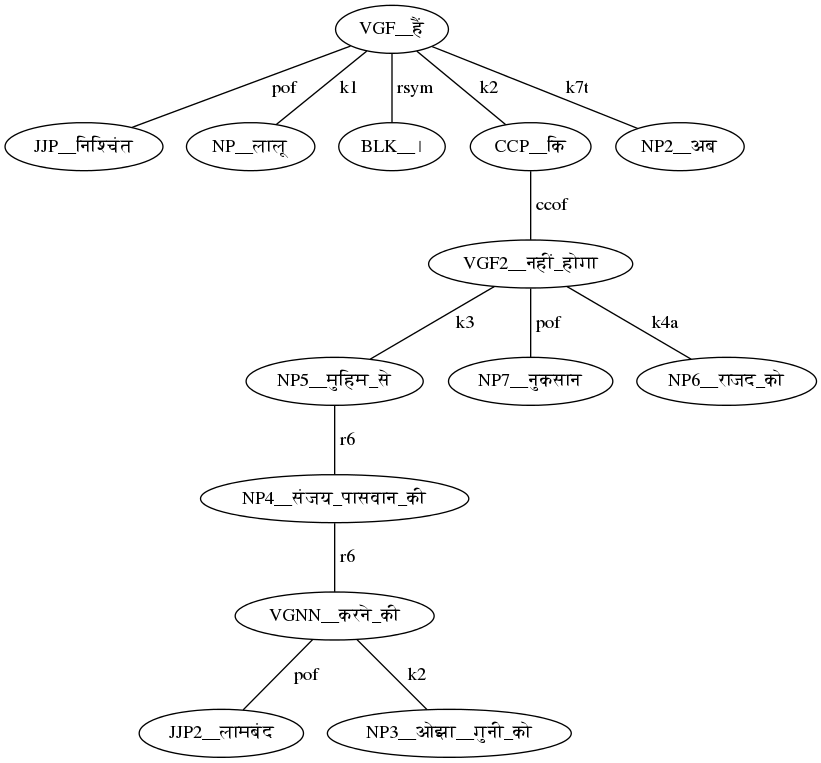 VGF__हैं
pof k1 rsym k2 k7t
JJP__निश्चिंत NP__लालू BLK__। CCP__कि NP2__अब
ccof
VGF2__नहीं_होगा
k3 pof k4a
NP5__मुहिम_से NP7__नुकसान NP6__राजद_को
r6
NP4__संजय_पासवान_की
r6
VGNN__करने_की
pof k2
JJP2__लामबंद NP3__ओझा__गुनी_को